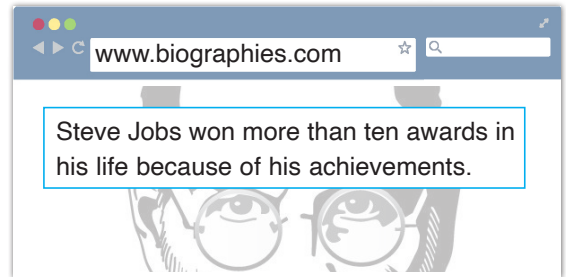 www.biographies.com
Steve Jobs won more than ten awards in
his life because of his achievements.